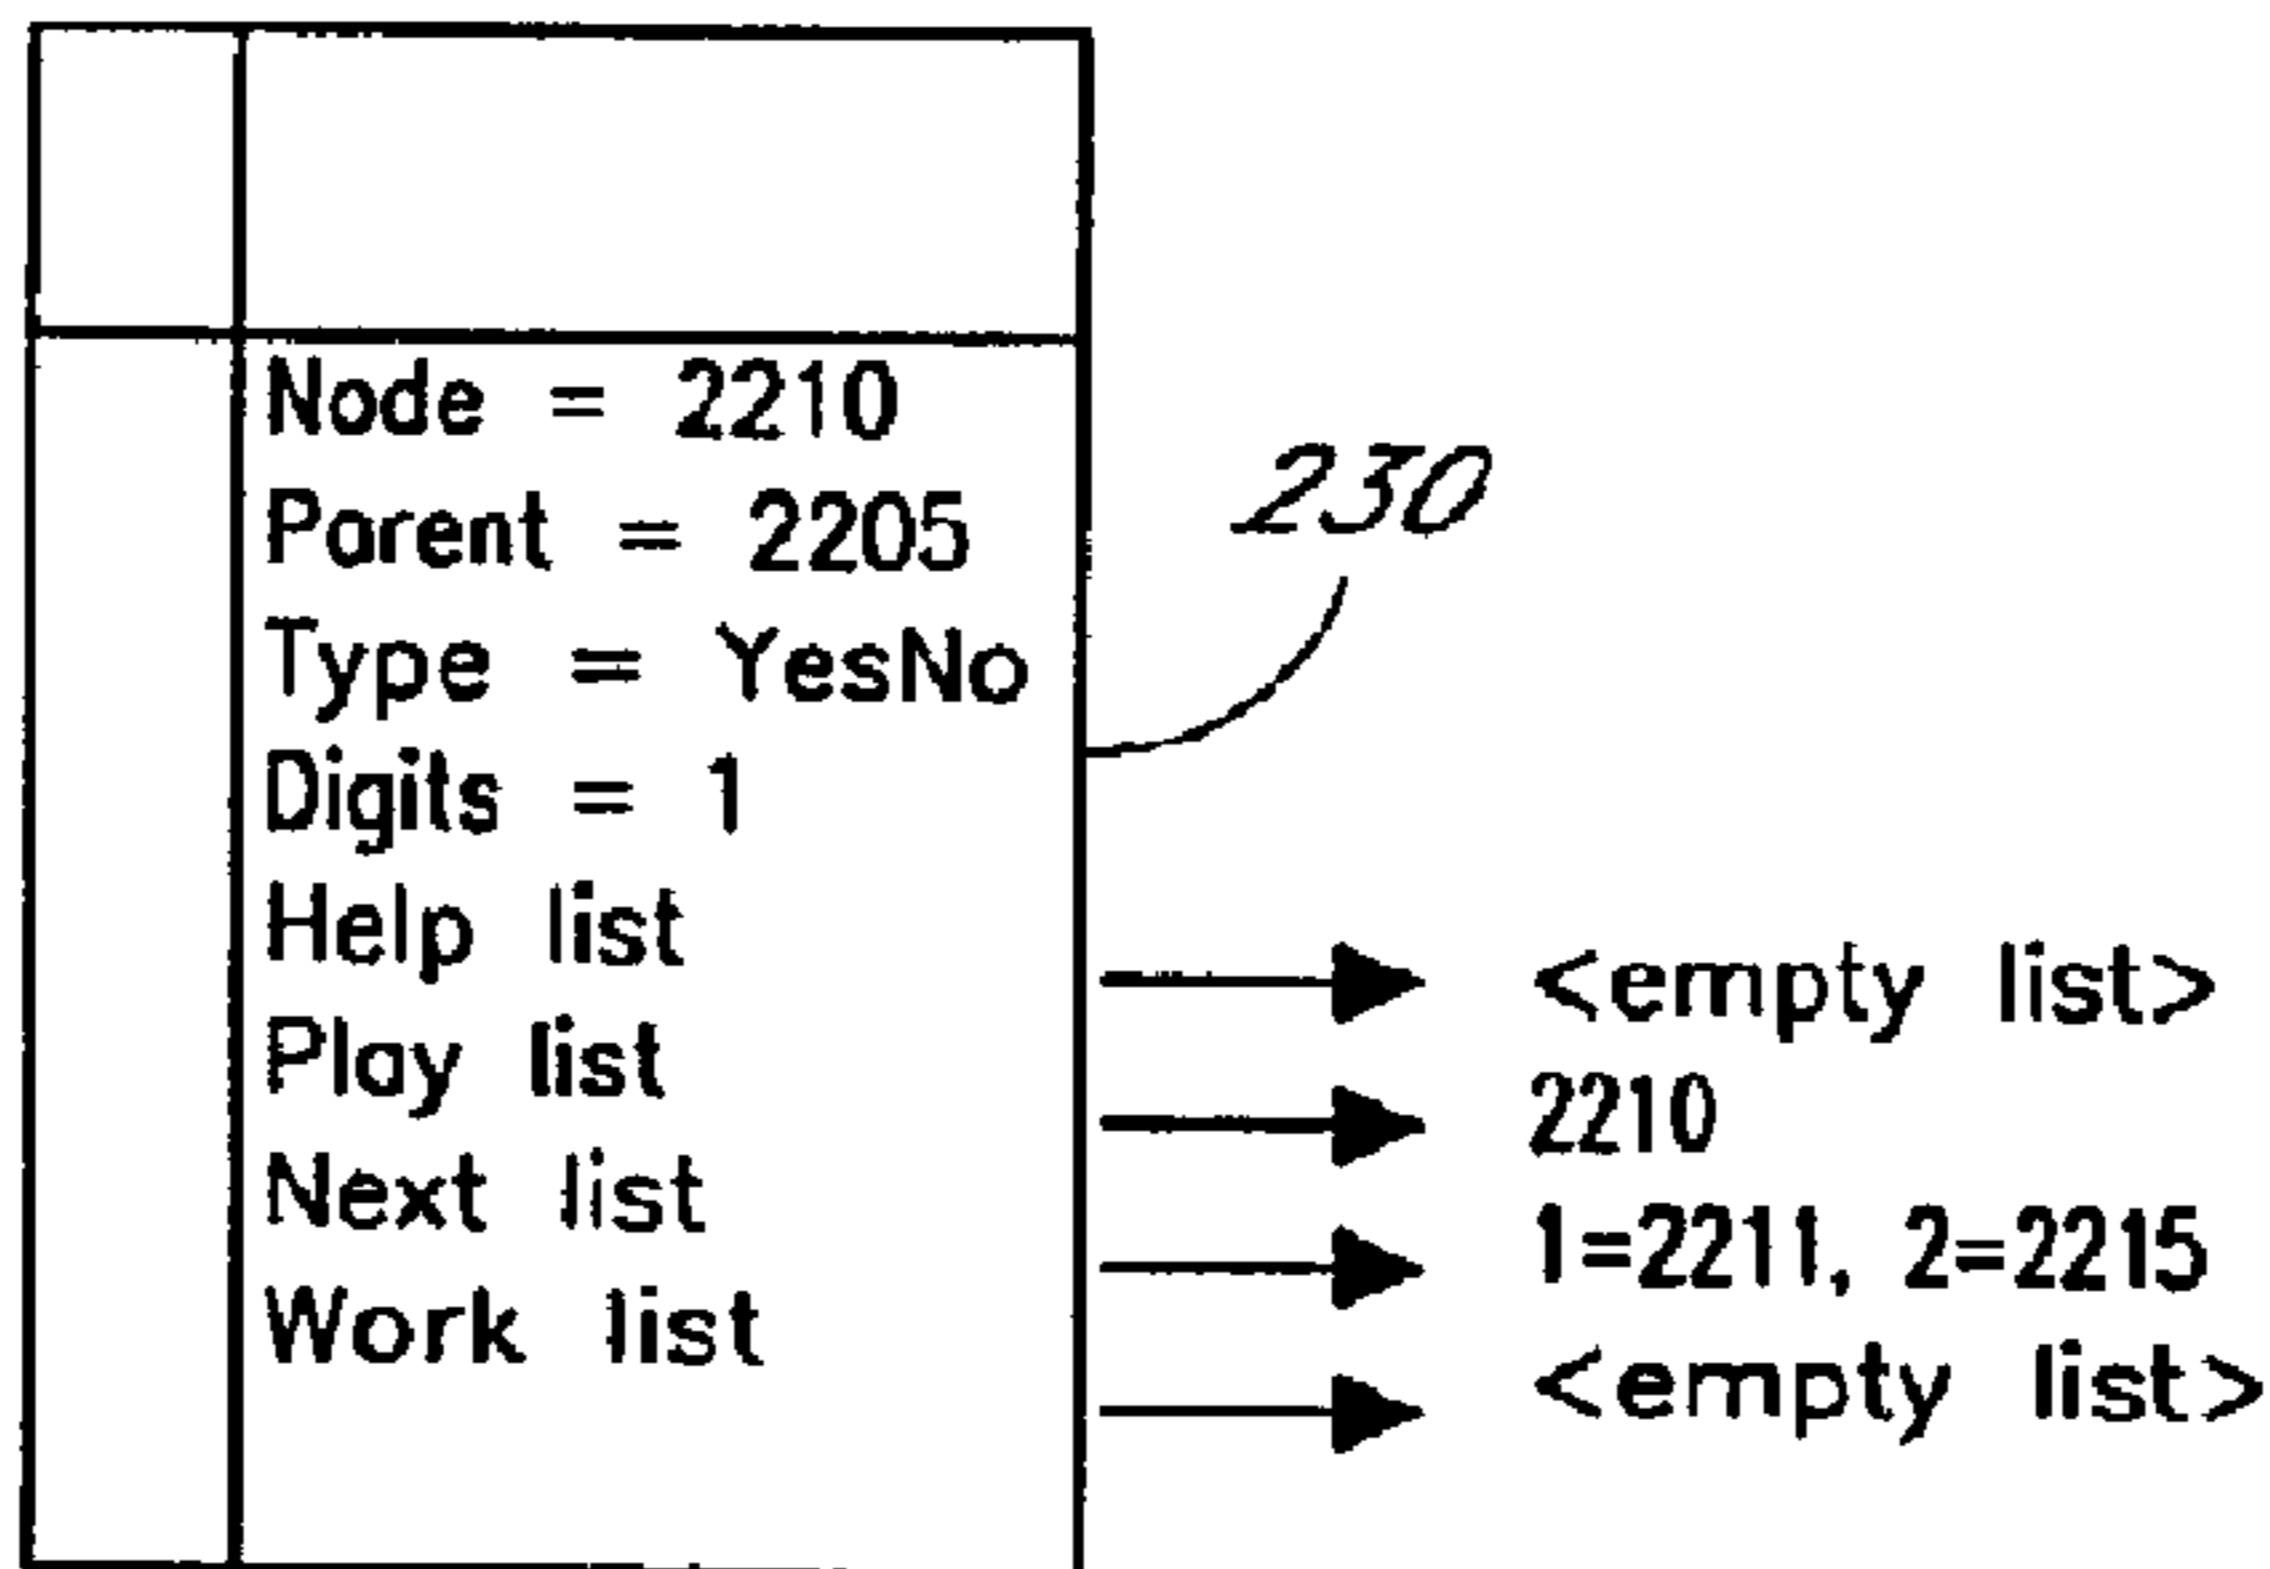 Node = 2210
Parent = 2205
Type = YesNo
Digits = 1
Help list
Play list
Next list
Work list
230
<empty list>
2210
1=2211, 2=2215
<empty list>